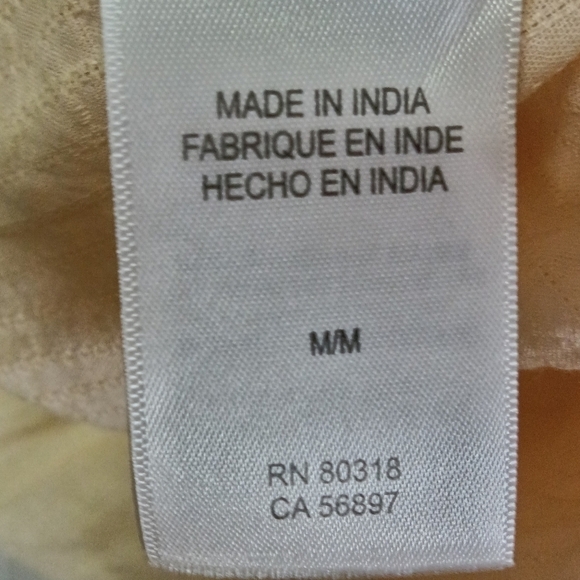 MADE IN INDIA
FABRIQUE EN INDE
HECHO EN INDIA
M/M
RN 80318
CA 56897